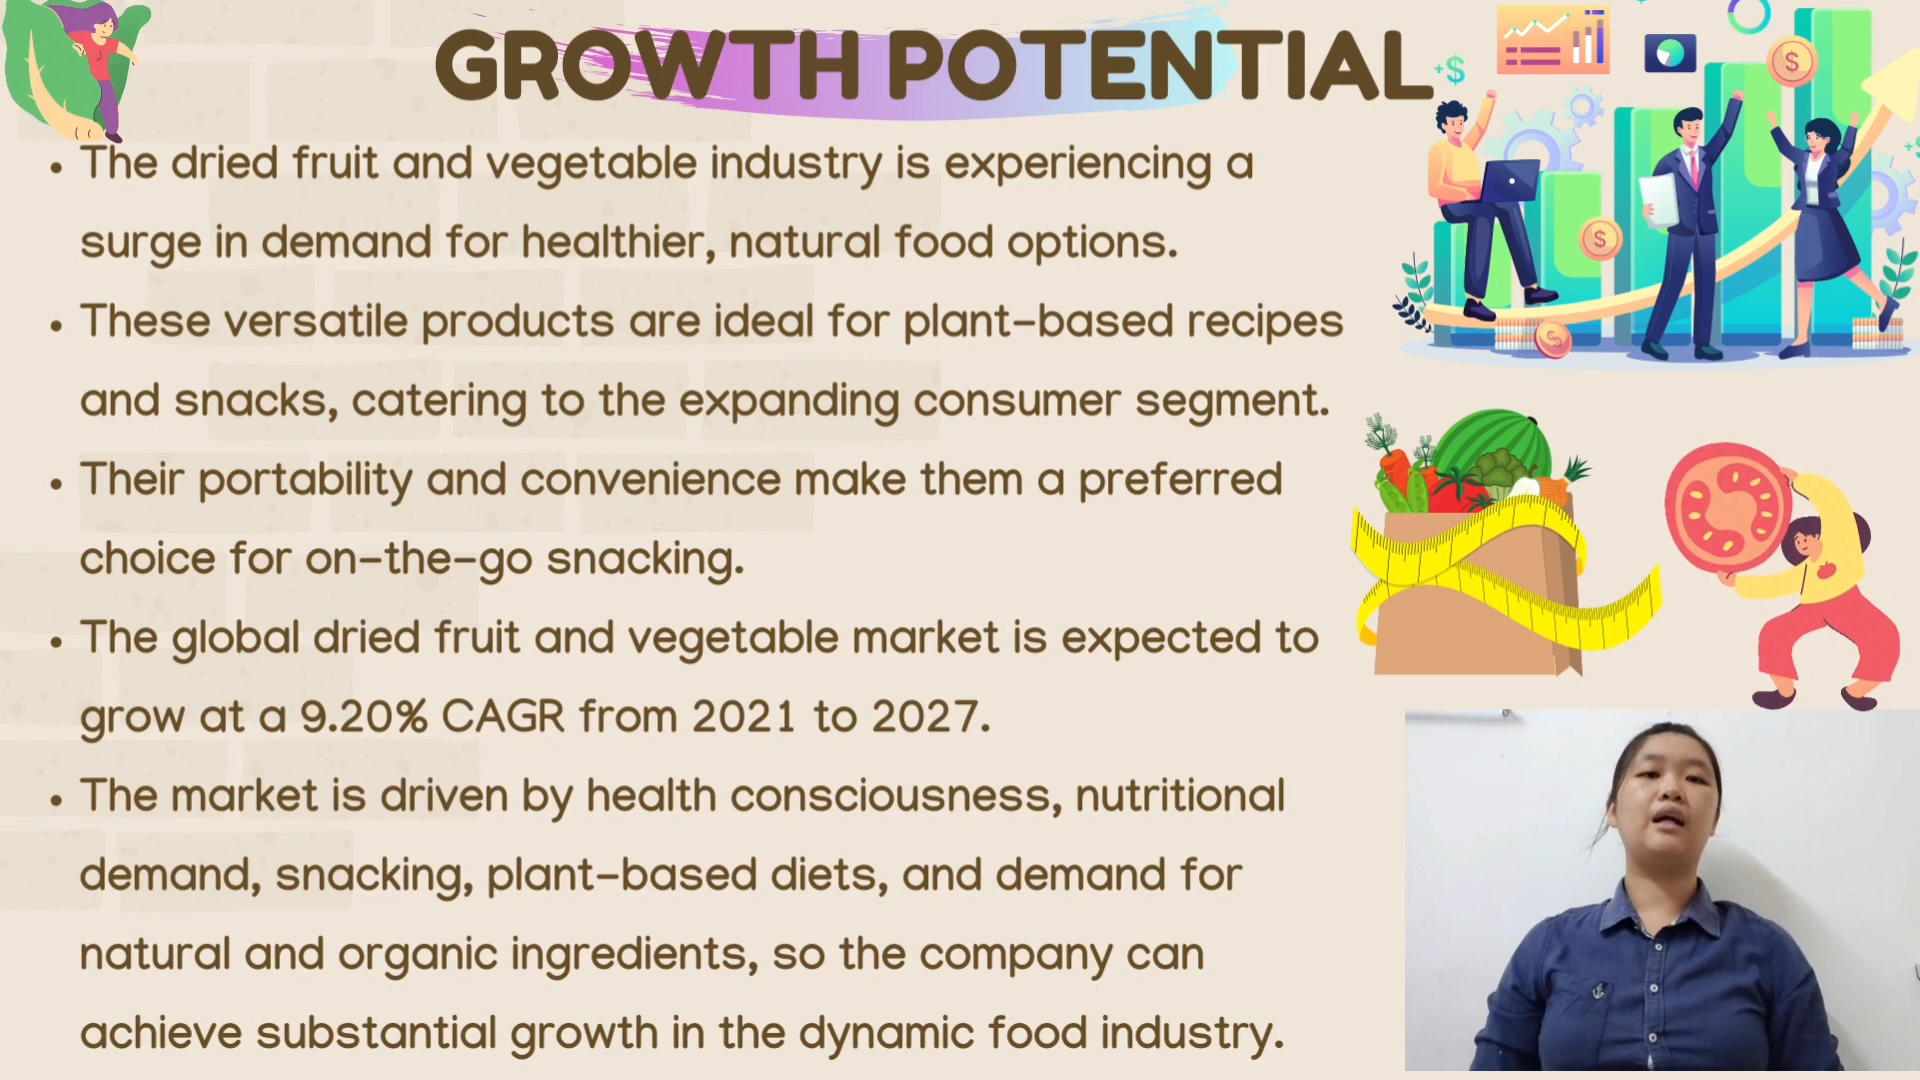 GROWTH POTENTIAL
• The dried fruit and vegetable industry is experiencing a
surge in demand for healthier, natural food options.
• These versatile products are ideal for plant-based recipes
and snacks, catering to the expanding consumer segment.
• Their portability and convenience make them a preferred
choice for on-the-go snacking.
• The global dried fruit and vegetable market is expected to
grow at a 9.20% CAGR from 2021 to 2027.
• The market is driven by health consciousness, nutritional
demand, snacking, plant-based diets, and demand for
natural and organic ingredients, so the company can
achieve substantial growth in the dynamic food industry.
+$
$
$
$